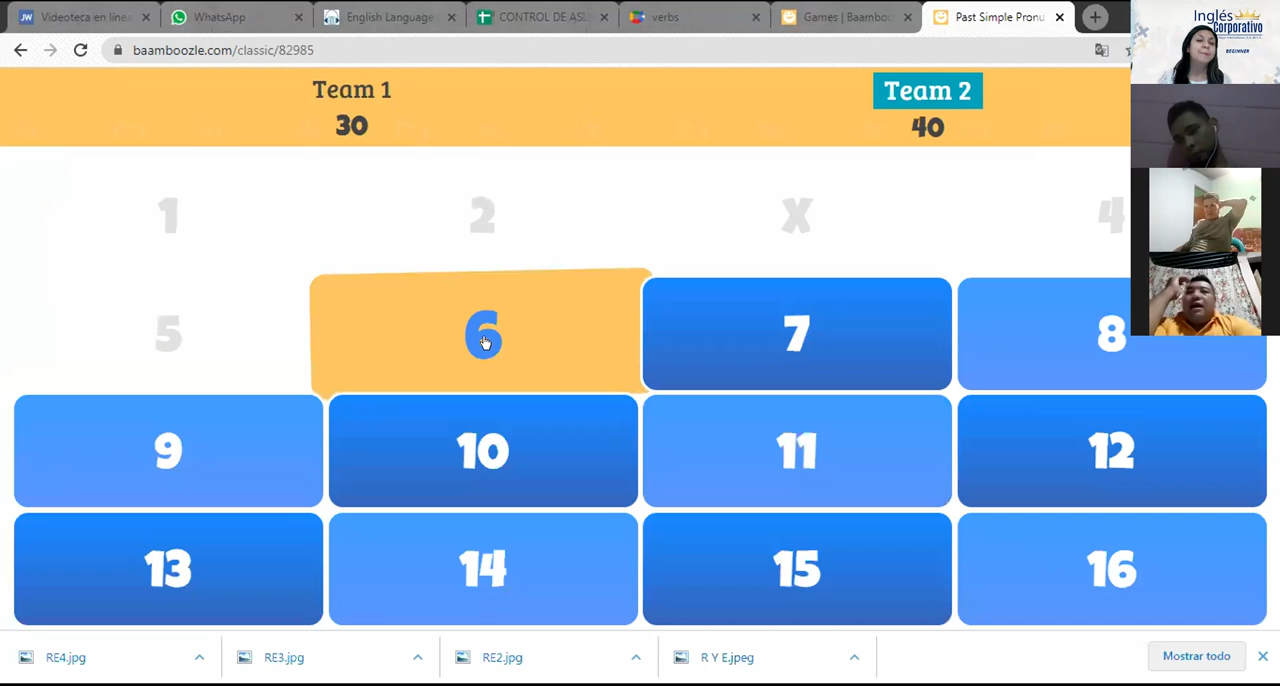 Videoteca en línea
WhatsApp
English Language
CONTROL DE ASI
verbs
Games | Baamboo
Past Simple Pronu
baamboozle.com/classic/82985
Inglés
Corporativo
BEGINNER
Team 1
30
Team 2
40
1
2
X
4
5
6
7
8
9
10
11
12
13
14
15
16
RE4.jpg
RE3.jpg
RE2.jpg
R Y E.jpeg
Mostrar todo